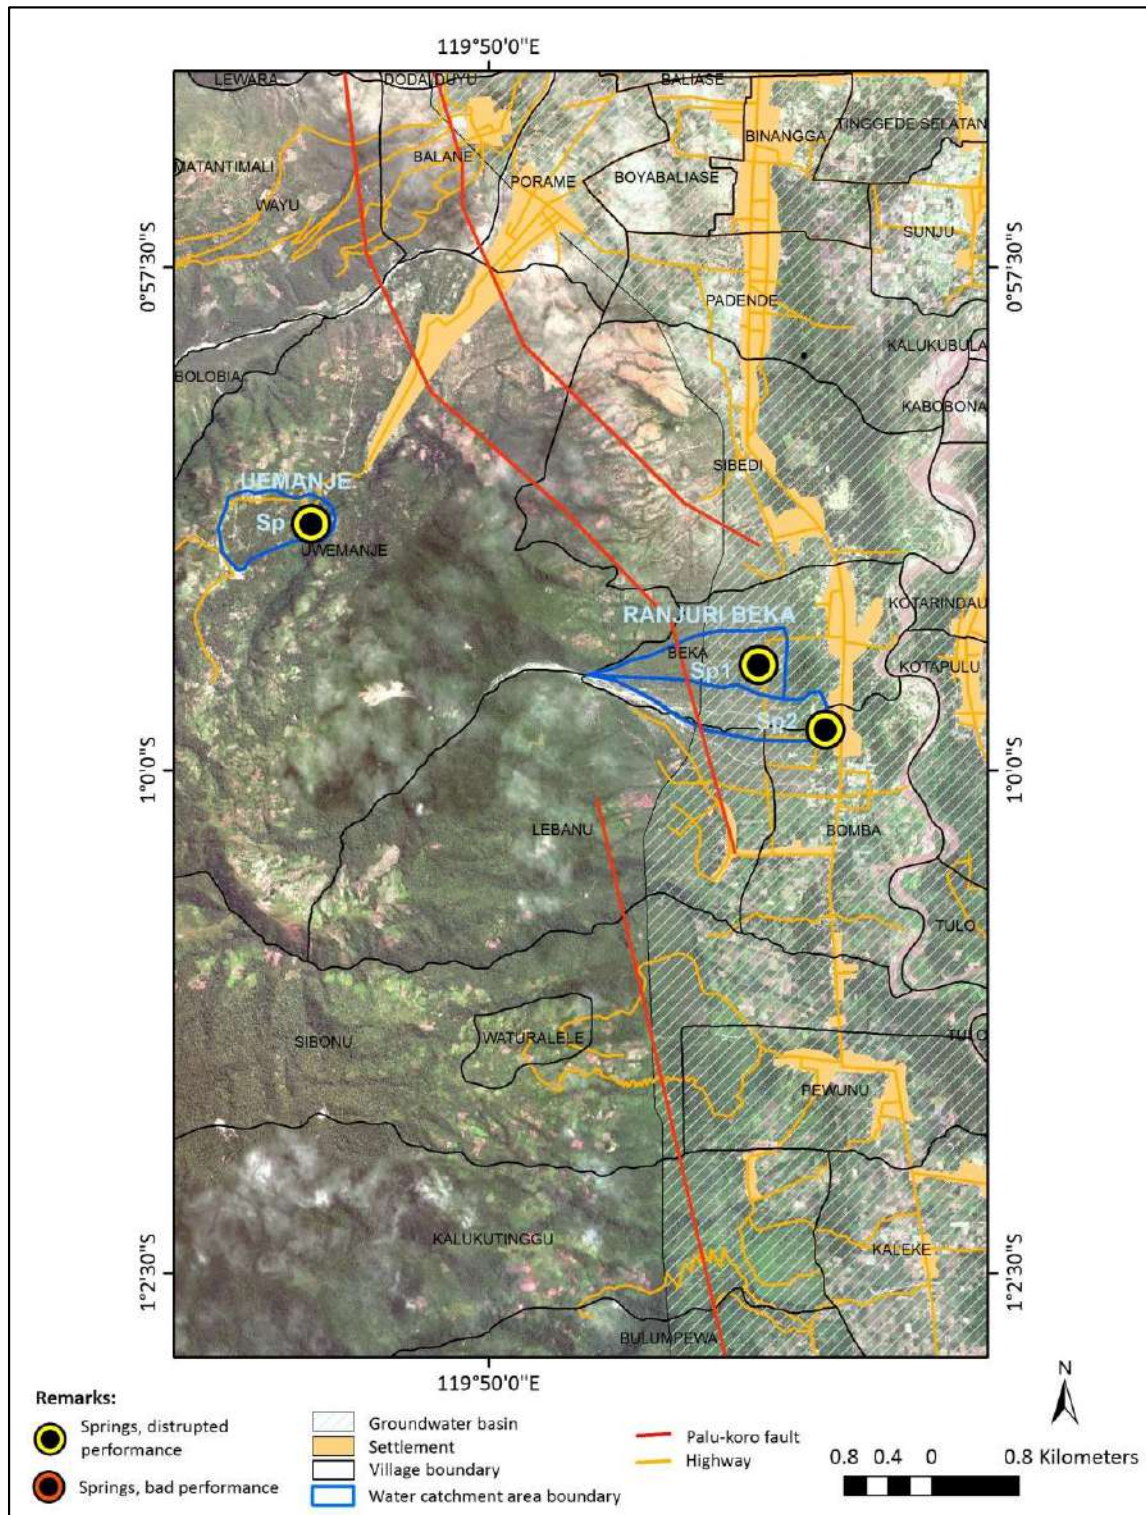 119°50'0"E
LEWARA
DODA
DUYU
BALIASE
BINANGGA
TINGGEDE SELATAN
MATANTIMALI
BALANE
PORAME
BOYABALIASE
WAYU
SUNJU
0°57'30"S
0°57'30"S
PADENDE
KALUKUBULA
BOLOBIA
KABOBONA
SIBEDI
UEMANJE
Sp
UWEMANJE
KOTARINDAU
RANJURI BEKA
BEKA
Sp1
KOTAPULU
Sp2
1°0'0"S
1°0'0"S
LEBANU
BOMBA
TULO
SIBONU
WATURALELE
TULO
PEWUNU
KALUKUTINGGU
KALEKE
1°2'30"S
1°2'30"S
BULUMPEWA
119°50'0"E
Remarks:
Springs, distrupted
performance
Springs, bad performance
Groundwater basin
Settlement
Village boundary
Water catchment area boundary
Palu-koro fault
Highway
N
0.8 0.4 0 0.8 Kilometers